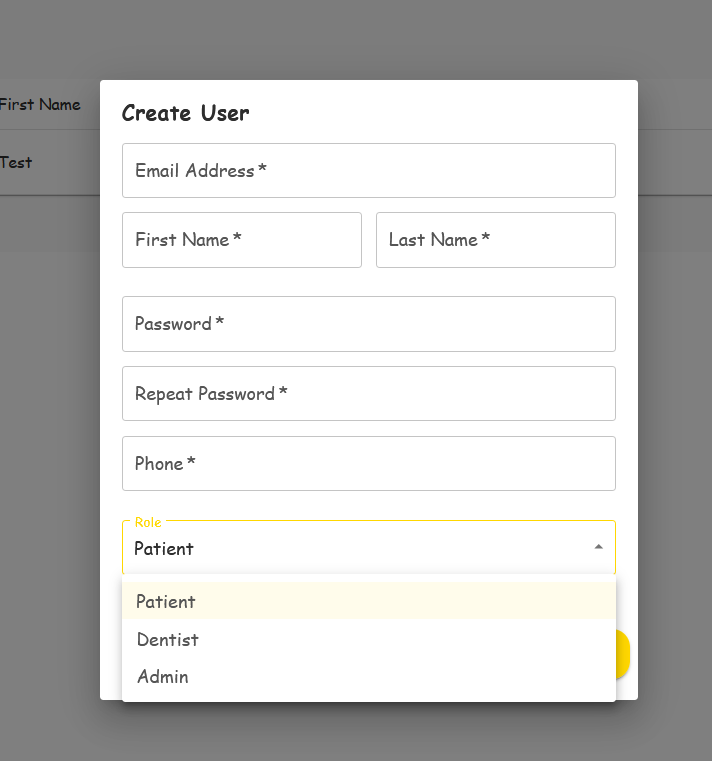 First Name
Test
Create User
Email Address *
First Name *
Last Name *
Password *
Repeat Password *
Phone *
Role
Patient
Patient
Dentist
Admin